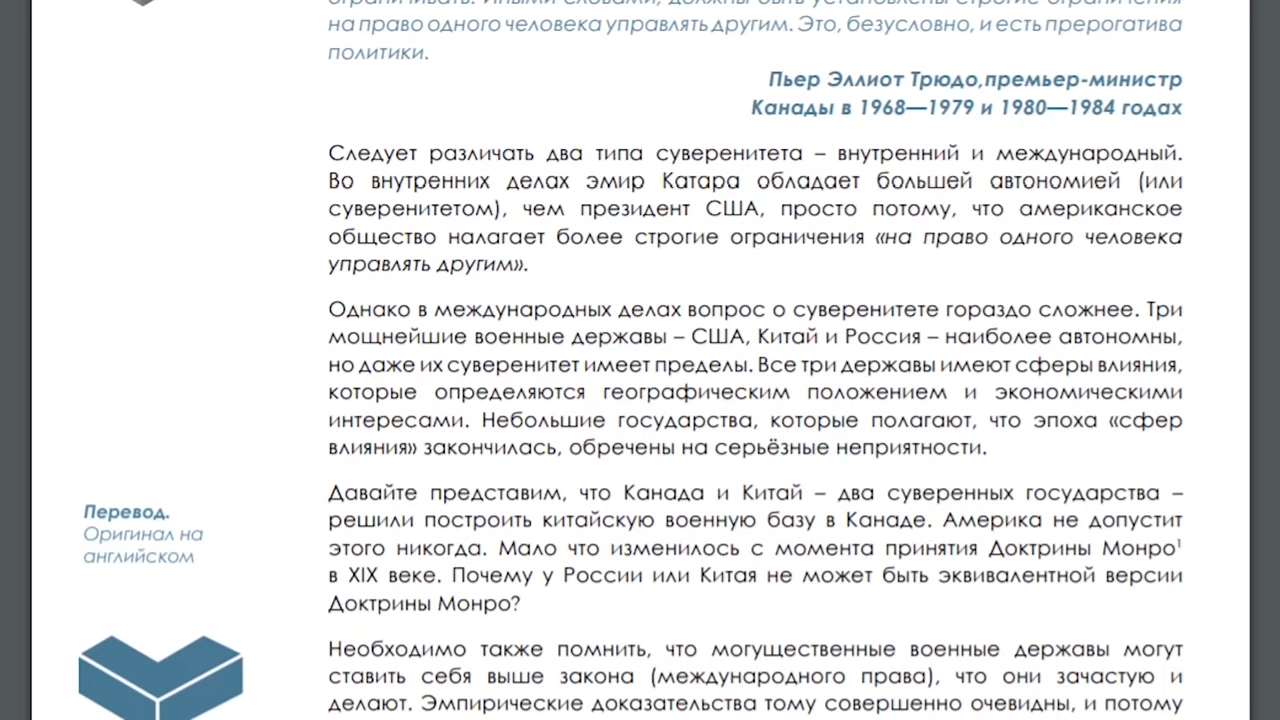 ограничивать. Иными словами, должны быть установлены строгие ограничения
на право одного человека управлять другим. Это, безусловно, и есть прерогатива
политики.
Пьер Эллиот Трюдо,премьер-министр
Канады в 1968—1979 и 1980—1984 годах
Следует различать два типа суверенитета – внутренний и международный.
Во внутренних делах эмир Катара обладает большей автономией (или
суверенитетом), чем президент США, просто потому, что американское
общество налагает более строгие ограничения «на право одного человека
управлять другим».
Однако в международных делах вопрос о суверенитете гораздо сложнее. Три
мощнейшие военные державы – США, Китай и Россия – наиболее автономны,
но даже их суверенитет имеет пределы. Все три державы имеют сферы влияния,
которые определяются географическим положением и экономическими
интересами. Небольшие государства, которые полагают, что эпоха «сфер
влияния» закончилась, обречены на серьёзные неприятности.
Давайте представим, что Канада и Китай – два суверенных государства –
решили построить китайскую военную базу в Канаде. Америка не допустит
этого никогда. Мало что изменилось с момента принятия Доктрины Монро¹
в XIX веке. Почему у России или Китая не может быть эквивалентной версии
Доктрины Монро?
Перевод.
Оригинал на
английском
Необходимо также помнить, что могущественные военные державы могут
ставить себя выше закона (международного права), что они зачастую и
делают. Эмпирические доказательства тому совершенно очевидны, и потому